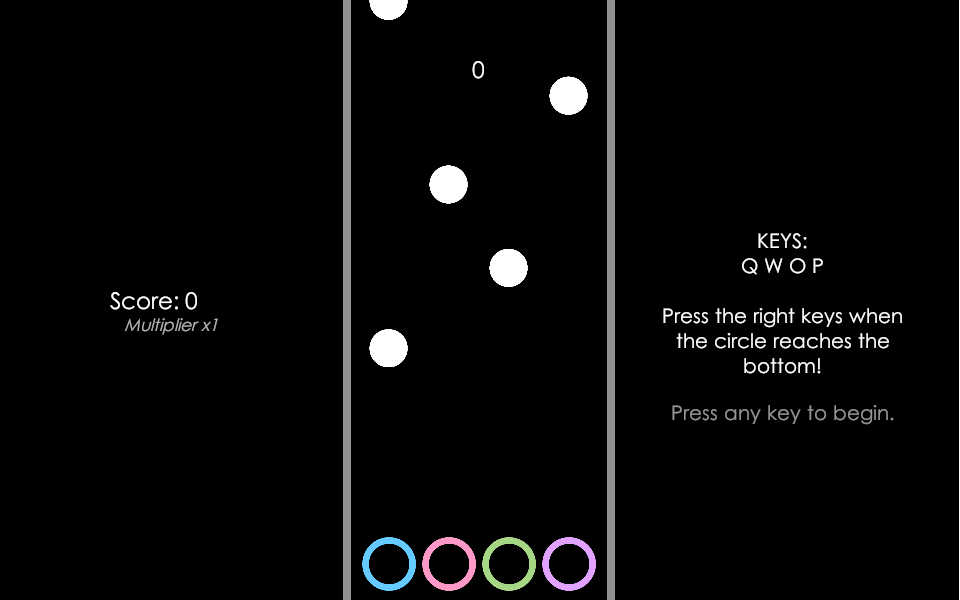 0
Score: 0
Multiplier x1
KEYS:
Q W O P
Press the right keys when
the circle reaches the
bottom!
Press any key to begin.